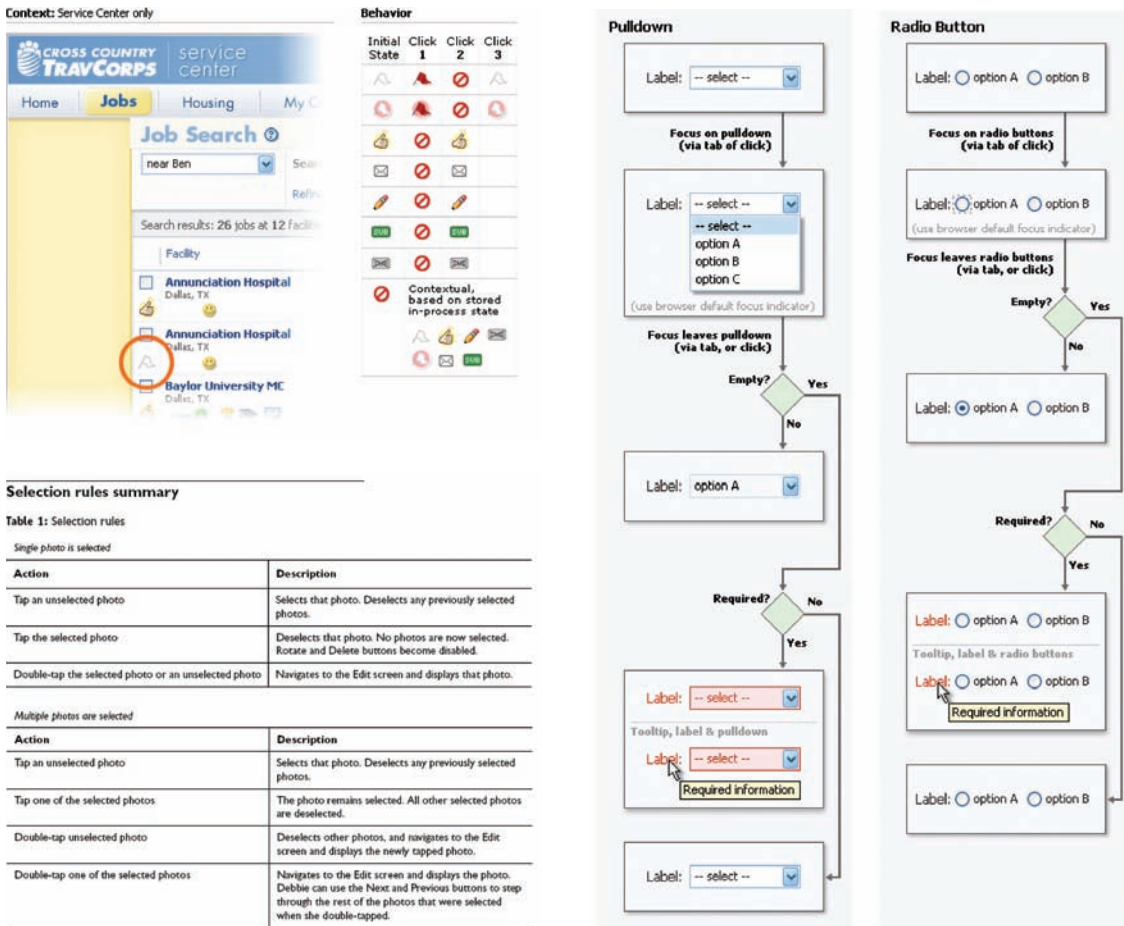 Context: Service Center only
CROSS COUNTRY
TRAVCORPS
service
center
Home Jobs Housing My
Job Search
near Ben
Search results: 26 jobs at 12
Facility
Annunciation Hospital
Dallas, TX
Annunciation Hospital
Dallas, TX
Baylor University MC
Dallas, TX
Behavior
Initial Click Click Click
State 1 2 3
SUB SUB
Contextual,
based on stored
in-process state
SUB
Selection rules summary
Table 1: Selection rules
Single photo is selected
Action Description
Tap an unselected photo Selects that photo. Deselects any previously selected
photos.
Tap the selected photo Deselects that photo. No photos are now selected.
Rotate and Delete buttons become disabled.
Double-tap the selected photo or an unselected photo Navigates to the Edit screen and displays that photo.
Multiple photos are selected
Action Description
Tap an unselected photo Selects that photo. Deselects any previously selected
photos.
Tap one of the selected photos The photo remains selected. All other selected photos
are deselected.
Double-tap unselected photo Deselects other photos, and navigates to the Edit
screen and displays the newly tapped photo.
Double-tap one of the selected photos Navigates to the Edit screen and displays the photo.
Debbie can use the Next and Previous buttons to step
through the rest of the photos that were selected
when she double-tapped.
Pulldown
Label: -- select --
Focus on pulldown
(via tab of click)
Label: -- select --
-- select --
option A
option B
option C
(use browser default focus indicator)
Focus leaves pulldown
(via tab, or click)
Empty? Yes
No
Label: option A
Required? No
Yes
Label: -- select --
Tooltip, label & pulldown
Label: -- select --
Required information
Label: -- select --
Radio Button
Label: option A option B
Focus on radio buttons
(via tab of click)
Label: option A option B
(use browser default focus indicator)
Focus leaves radio buttons
(via tab, or click)
Empty? Yes
No
Label: option A option B
Required? No
Yes
Label: option A option B
Tooltip, label & radio buttons
Label: option A option B
Required information
Label: option A option B